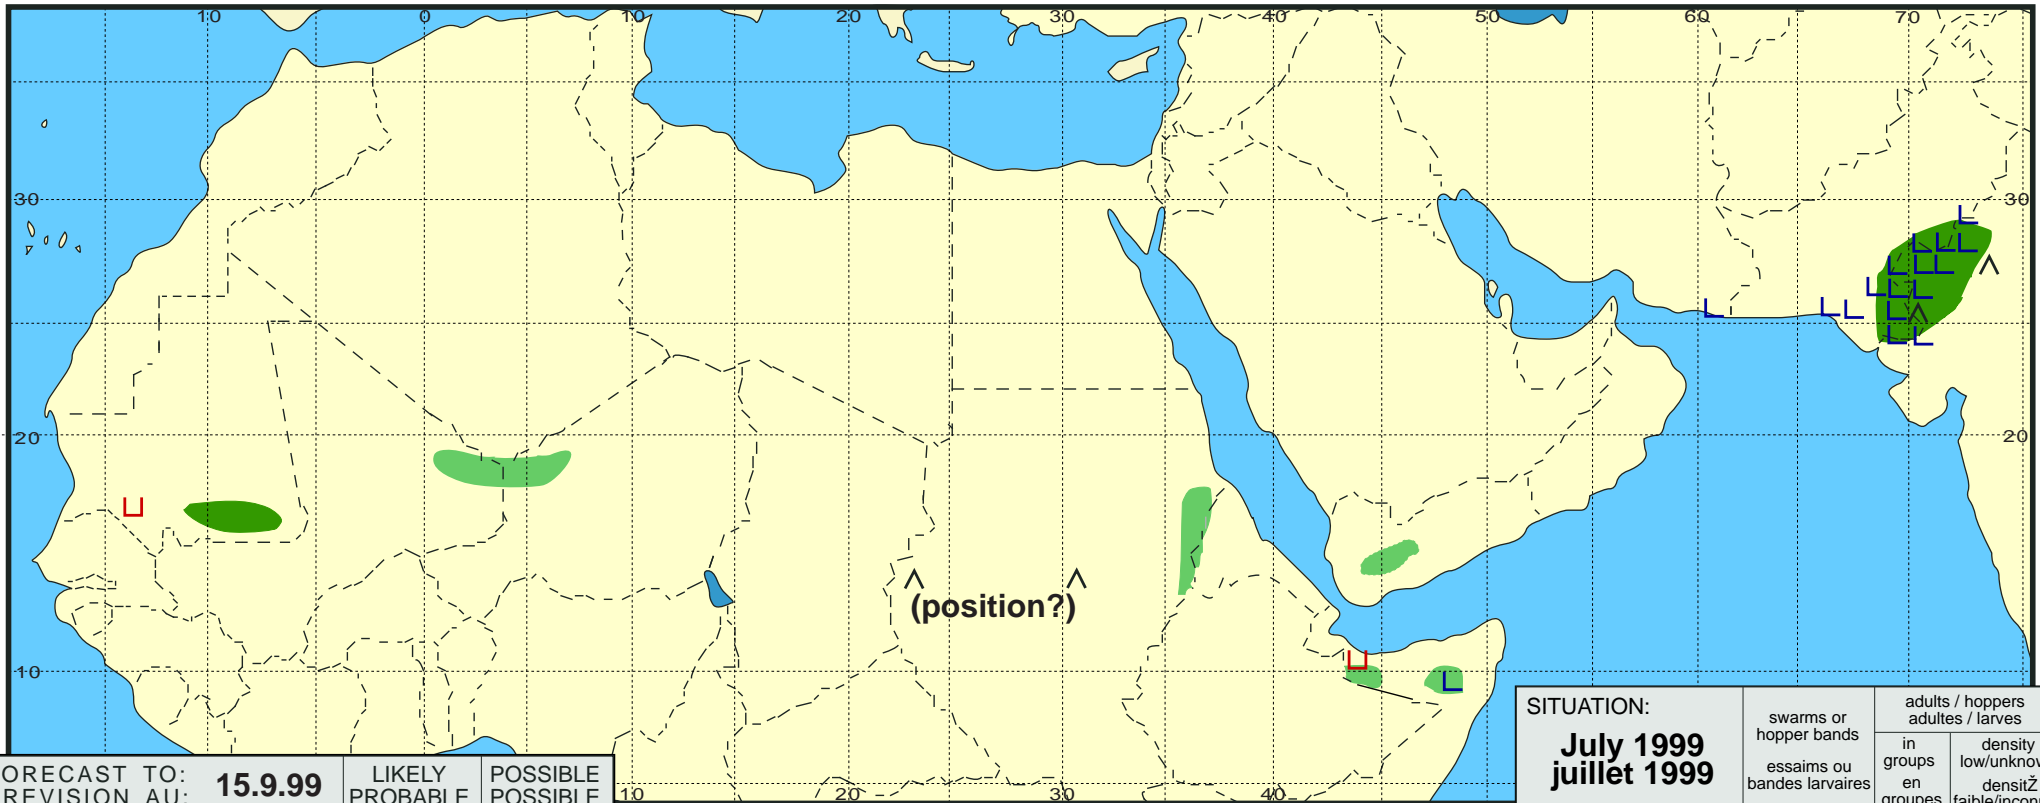 10 0 10 20 30 40 50 60 70
30 30
20 20
(position?)
10
10 20 30 40
ORECAST TO:
REVISION AU:
15.9.99
LIKELY
PROBABLE
POSSIBLE
POSSIBLE
SITUATION:
July 1999
juillet 1999
swarms or
hopper bands
essaims ou
bandes larvaires
adults / hoppers
adultes / larves
in
groups
en
groupes
density
low/unknow
densitŽ
faible/incon